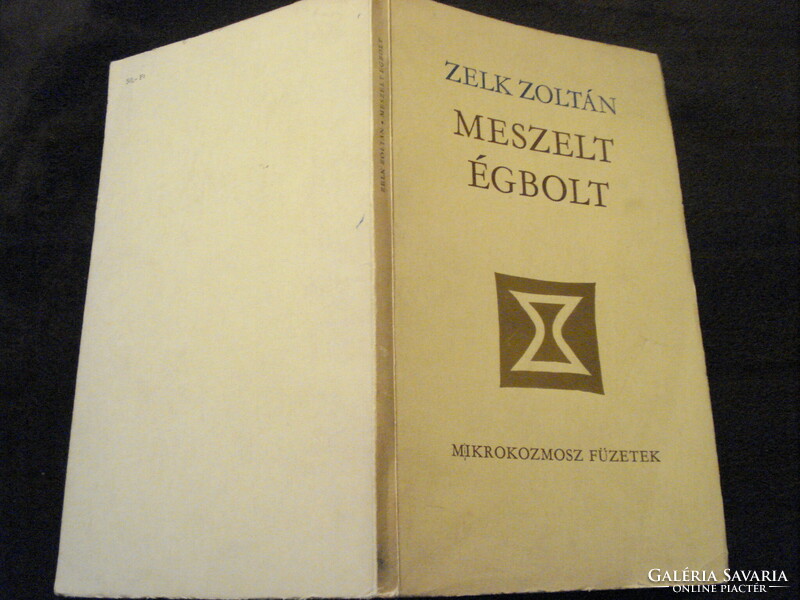 ZELK ZOLTÁN
MESZELT
ÉGBOLT
MIKROKOZMOSZ FÜZETEK
ZELK ZOLTÁN • MESZELT ÉGBOLT
GALÉRIA SAVARIA
ONLINE PIACTÉR